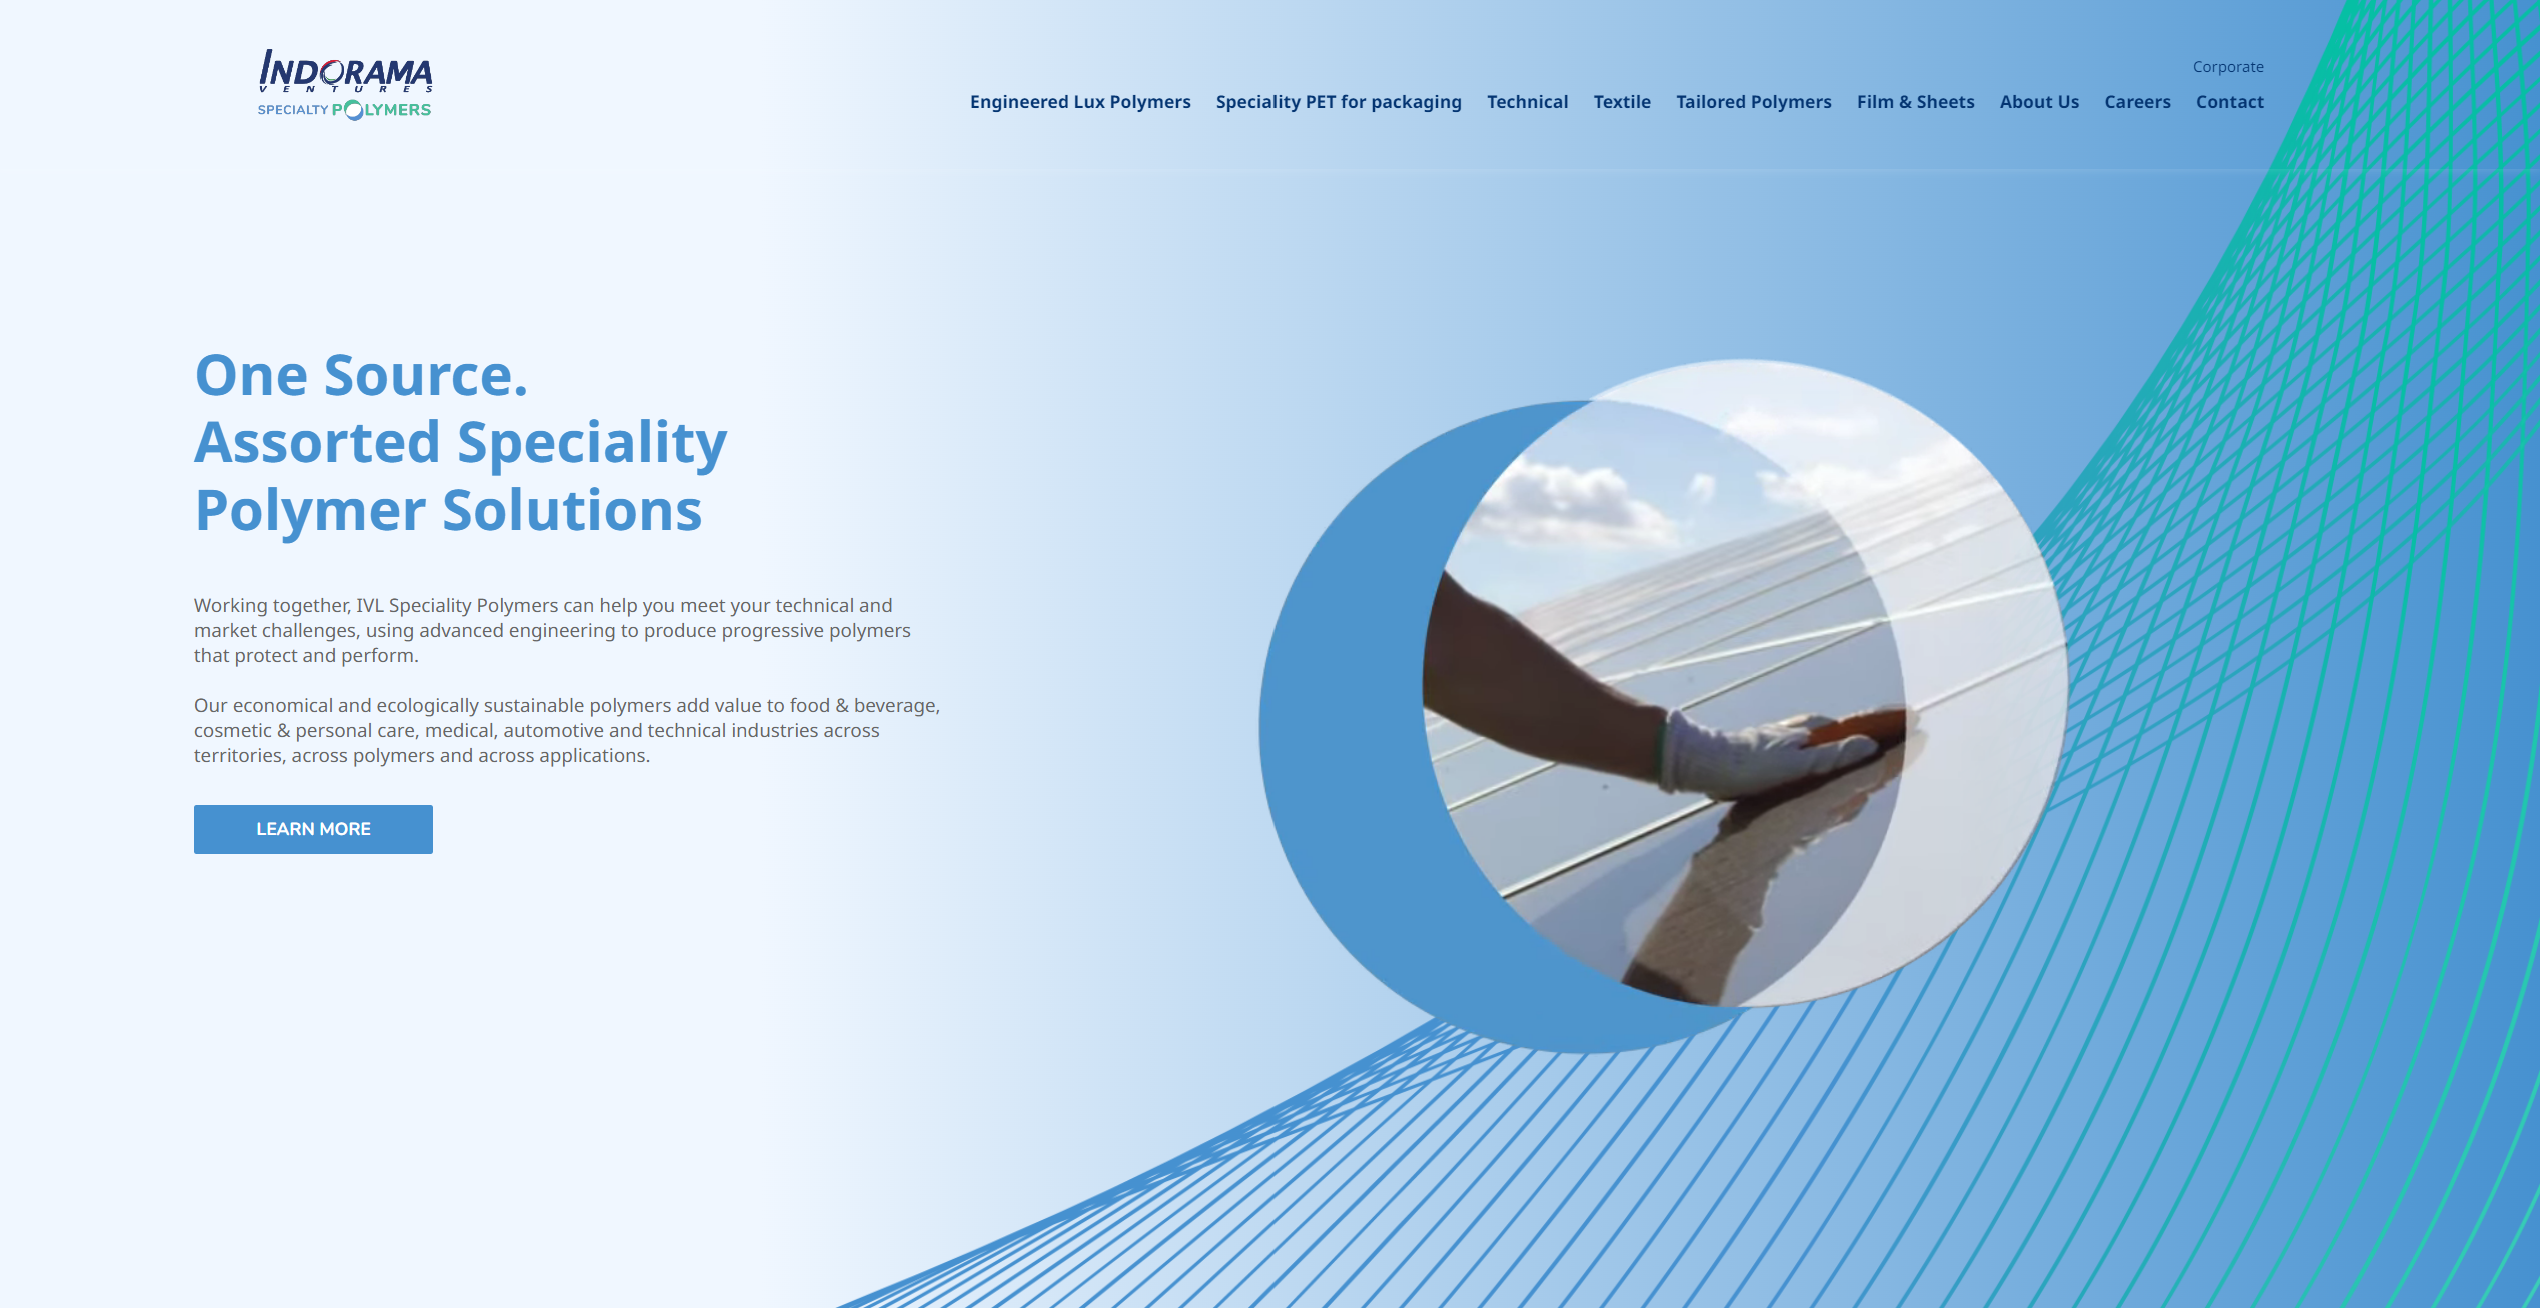 INDORAMA
VENTURES
SPECIALTY POLYMERS
Corporate
Engineered Lux Polymers Speciality PET for packaging Technical Textile Tailored Polymers Film & Sheets About Us Careers Contact
One Source.
Assorted Speciality
Polymer Solutions
Working together, IVL Speciality Polymers can help you meet your technical and
market challenges, using advanced engineering to produce progressive polymers
that protect and perform.
Our economical and ecologically sustainable polymers add value to food & beverage,
cosmetic & personal care, medical, automotive and technical industries across
territories, across polymers and across applications.
LEARN MORE